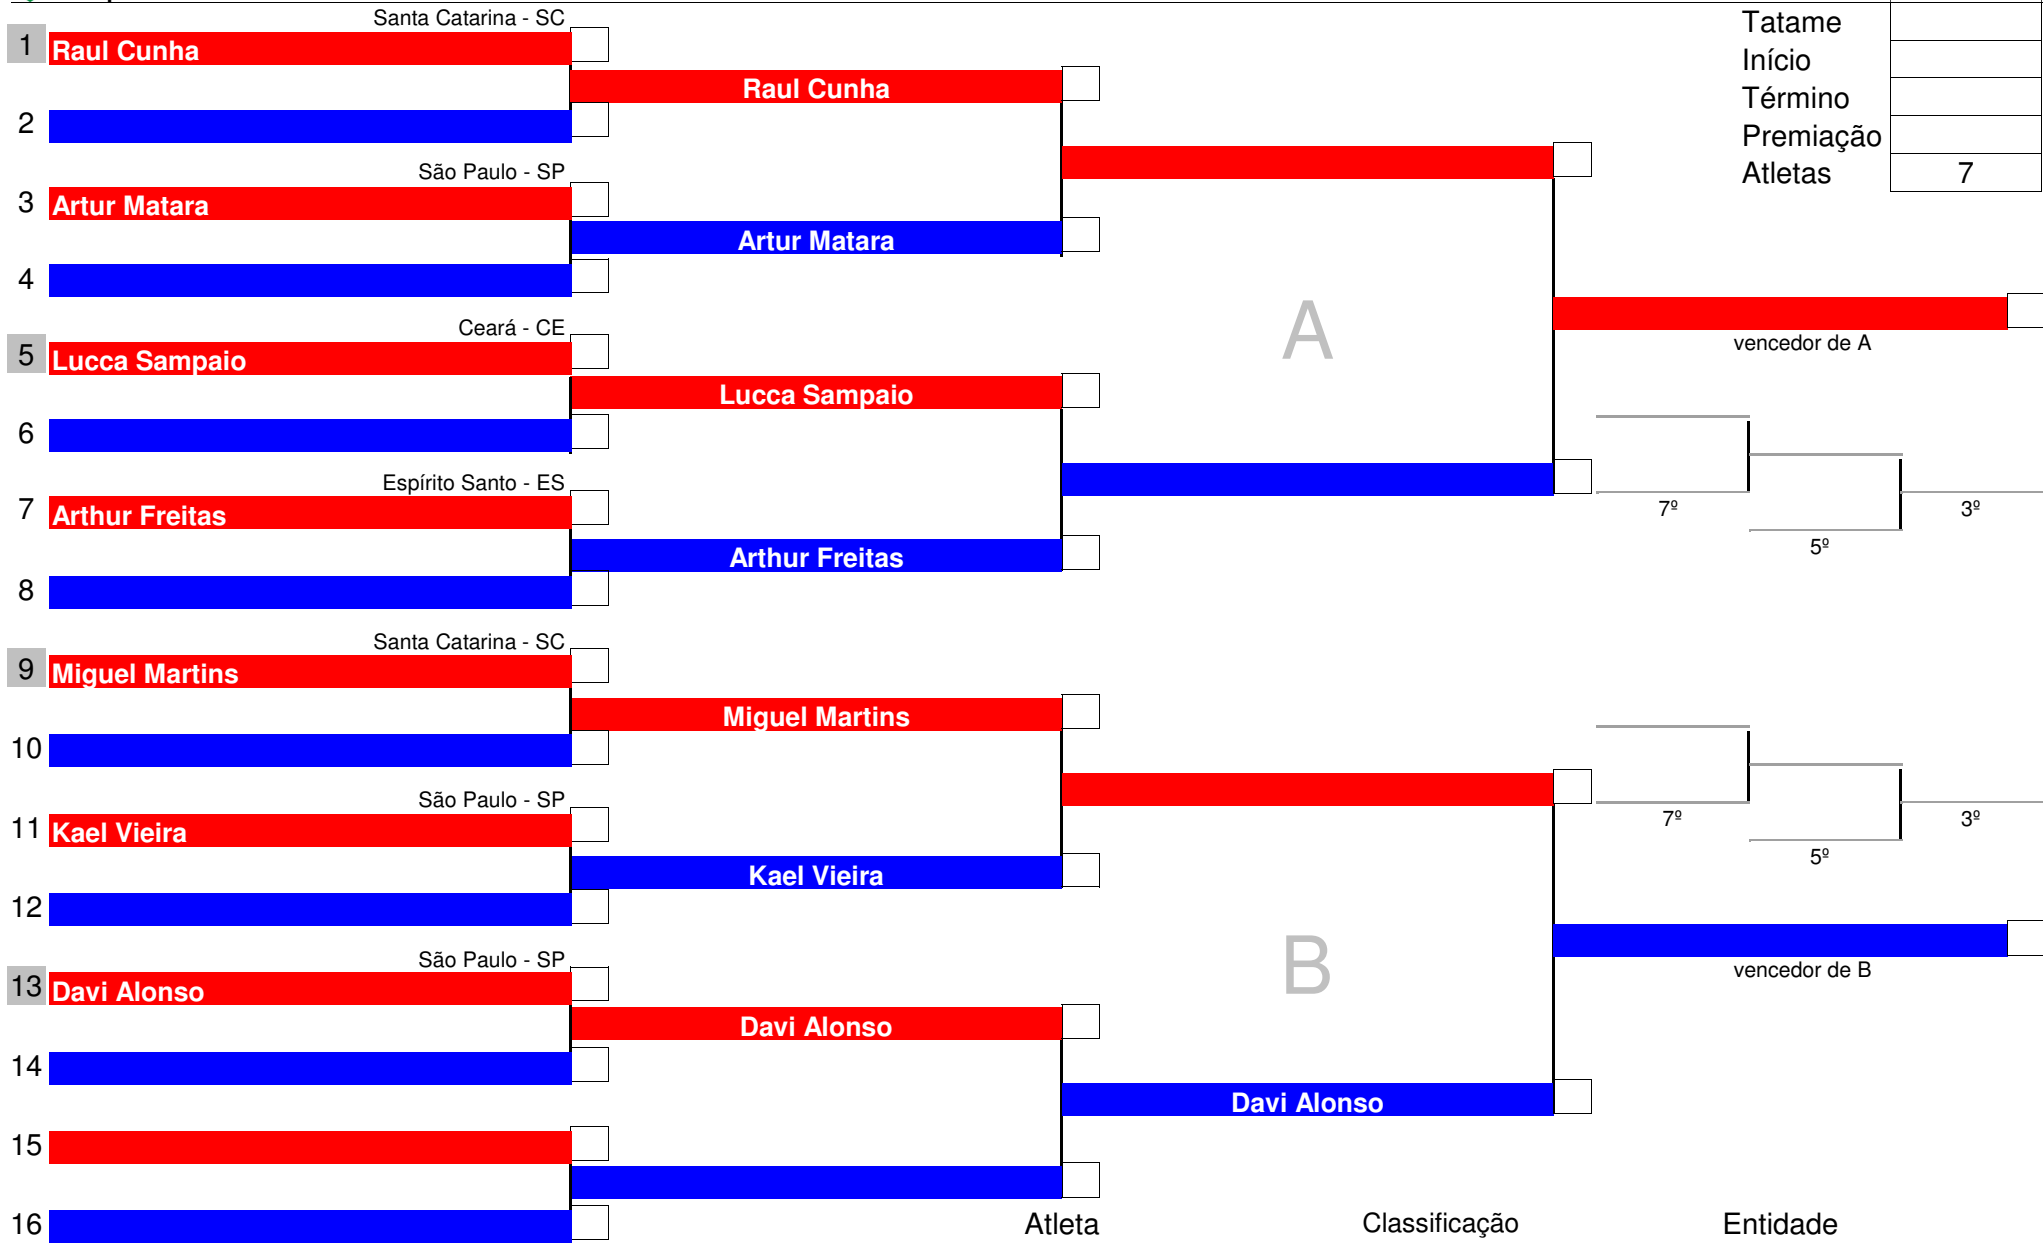 Santa Catarina - SC
1 Raul Cunha
Raul Cunha
2
São Paulo - SP
3 Artur Matara
Artur Matara
4
Ceará - CE
5 Lucca Sampaio
Lucca Sampaio
6
Espírito Santo - ES
7 Arthur Freitas
Arthur Freitas
8
Santa Catarina - SC
9 Miguel Martins
Miguel Martins
10
São Paulo - SP
11 Kael Vieira
Kael Vieira
12
São Paulo - SP
13 Davi Alonso
Davi Alonso
14
Davi Alonso
15
16
A
B
Tatame
Início
Término
Premiação
Atletas 7
vencedor de A
7º
3º
5º
7º
3º
5º
vencedor de B
Atleta Classificação Entidade